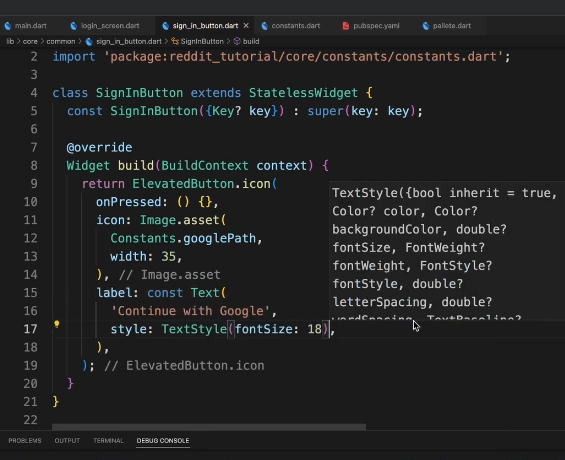 main.dart login_screen.dart sign_in_button.dart constants.dart pubspec.yaml pallete.dart
lib > core > common > sign_in_button.dart > SignInButton > build
2 import 'package:reddit_tutorial/core/constants/constants.dart';
3
4 class SignInButton extends StatelessWidget {
5 const SignInButton({Key? key}) : super(key: key);
6
7 @override
8 Widget build(BuildContext context) {
9 return ElevatedButton.icon(
10 onPressed: () {},
11 icon: Image.asset(
12 Constants.googlePath,
13 width: 35,
14 ), // Image.asset
15 label: const Text(
16 'Continue with Google',
17 style: TextStyle(fontSize: 18),
18 ),
19 ); // ElevatedButton.icon
20 }
21 }
22
TextStyle({bool inherit = true,
Color? color, Color?
backgroundColor, double?
fontSize, FontWeight?
fontWeight, FontStyle?
fontStyle, double?
letterSpacing, double?
wordSpacing, TextBaseline?
PROBLEMS OUTPUT TERMINAL DEBUG CONSOLE